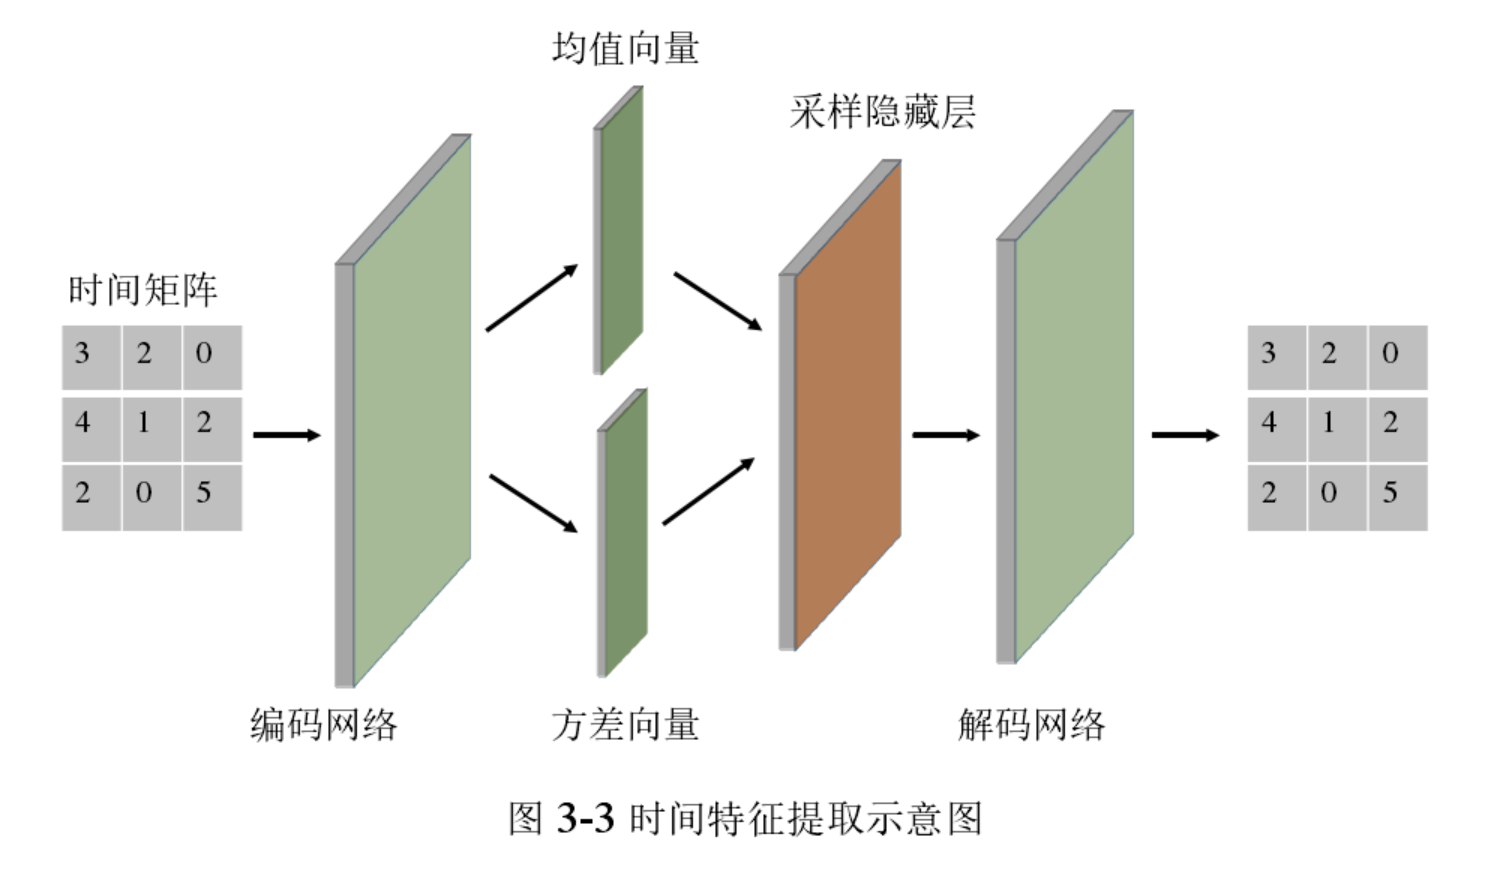 均值向量
采样隐藏层
时间矩阵
3 2 0
4 1 2
2 0 5
3 2 0
4 1 2
2 0 5
编码网络
方差向量
解码网络
图 3-3 时间特征提取示意图